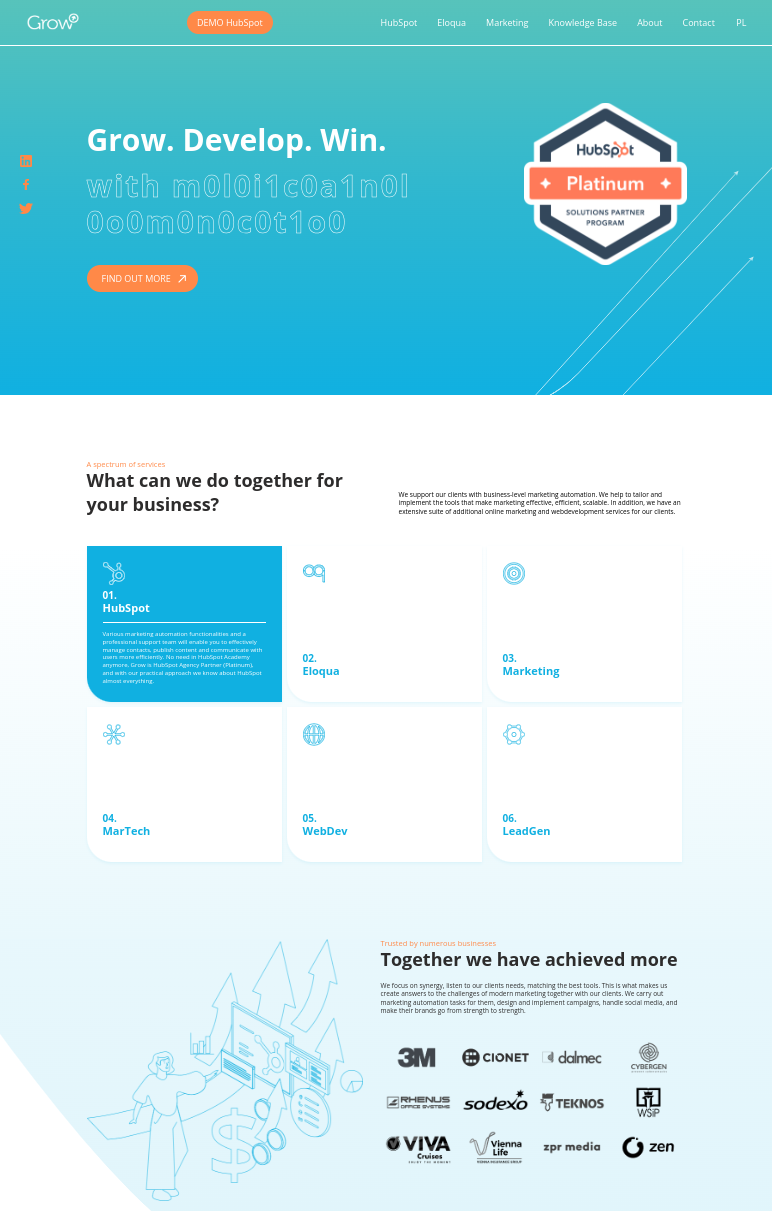 Grow
DEMO HubSpot
HubSpot
Eloqua
Marketing
Knowledge Base
About
Contact
PL
Grow. Develop. Win.
with m0l0i1c0a1n0l
0o0m0n0c0t1o0
FIND OUT MORE
HubSpot
Platinum
SOLUTIONS PARTNER
PROGRAM
A spectrum of services
What can we do together for
your business?
We support our clients with business-level marketing automation. We help to tailor and
implement the tools that make marketing effective, efficient, scalable. In addition, we have an
extensive suite of additional online marketing and webdevelopment services for our clients.
01.
HubSpot
Various marketing automation functionalities and a
professional support team will enable you to effectively
manage contacts, publish content and communicate with
users more efficiently. No need in HubSpot Academy
anymore. Grow is HubSpot Agency Partner (Platinum),
and with our practical approach we know about HubSpot
almost everything.
02.
Eloqua
03.
Marketing
04.
MarTech
05.
WebDev
06.
LeadGen
Trusted by numerous businesses
Together we have achieved more
We focus on synergy, listen to our clients needs, matching the best tools. This is what makes us
create answers to the challenges of modern marketing together with our clients. We carry out
marketing automation tasks for them, design and implement campaigns, handle social media, and
make their brands go from strength to strength.
3M
CIONET
dalmec
CYBERGEN
RHENUS
OFFICE SYSTEMS
sodexo
TEKNOS
WSiP
VIVA
Cruises
ENJOY THE MOMENT
Vienna
Life
VIENNA INSURANCE GROUP
zpr media
zen